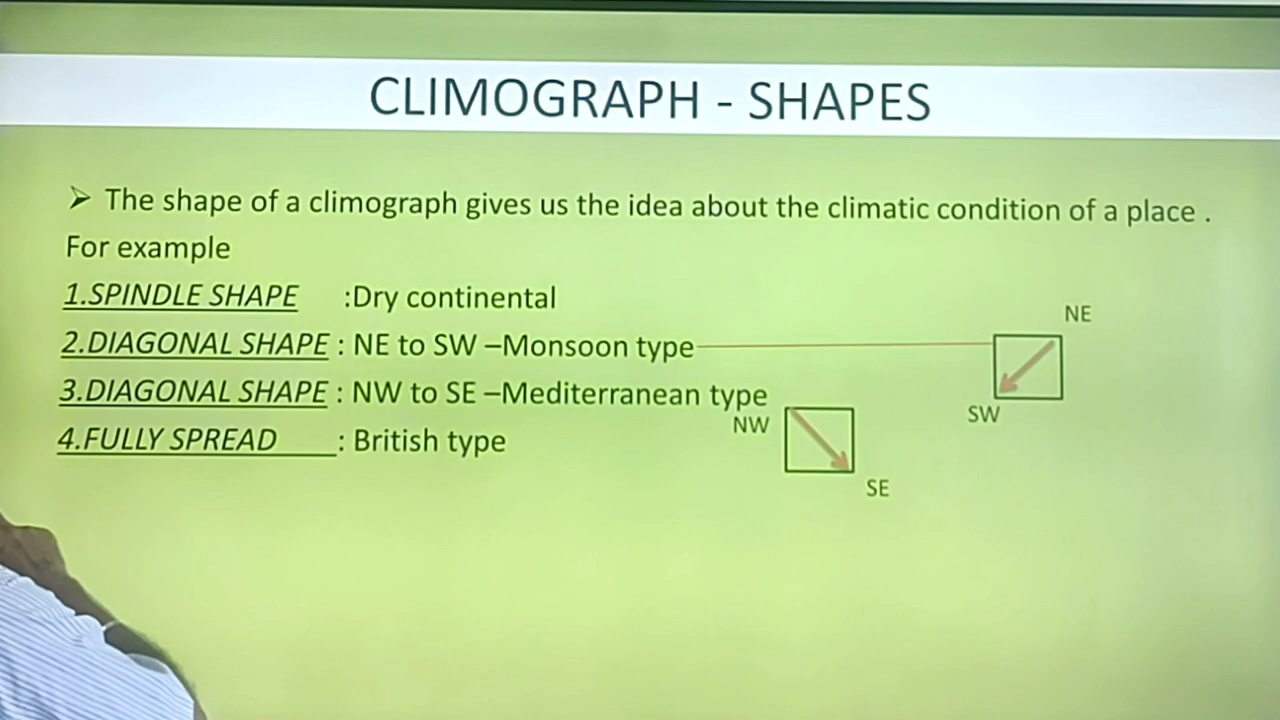 CLIMOGRAPH - SHAPES
➢ The shape of a climograph gives us the idea about the climatic condition of a place .
For example
1.SPINDLE SHAPE :Dry continental
2.DIAGONAL SHAPE : NE to SW –Monsoon type
NE
SW
3.DIAGONAL SHAPE : NW to SE –Mediterranean type
NW
SE
4.FULLY SPREAD : British type